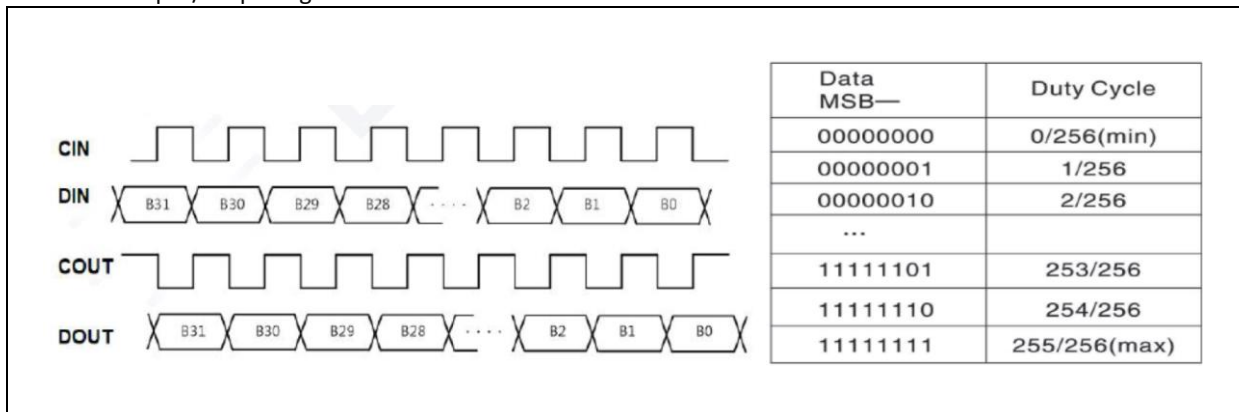 CIN
DIN B31 B30 B29 B28 .... B2 B1 B0
COUT
DOUT B31 B30 B29 B28 .... B2 B1 B0
Data
MSB—
Duty Cycle
00000000 0/256(min)
00000001 1/256
00000010 2/256
...
11111101 253/256
11111110 254/256
11111111 255/256(max)